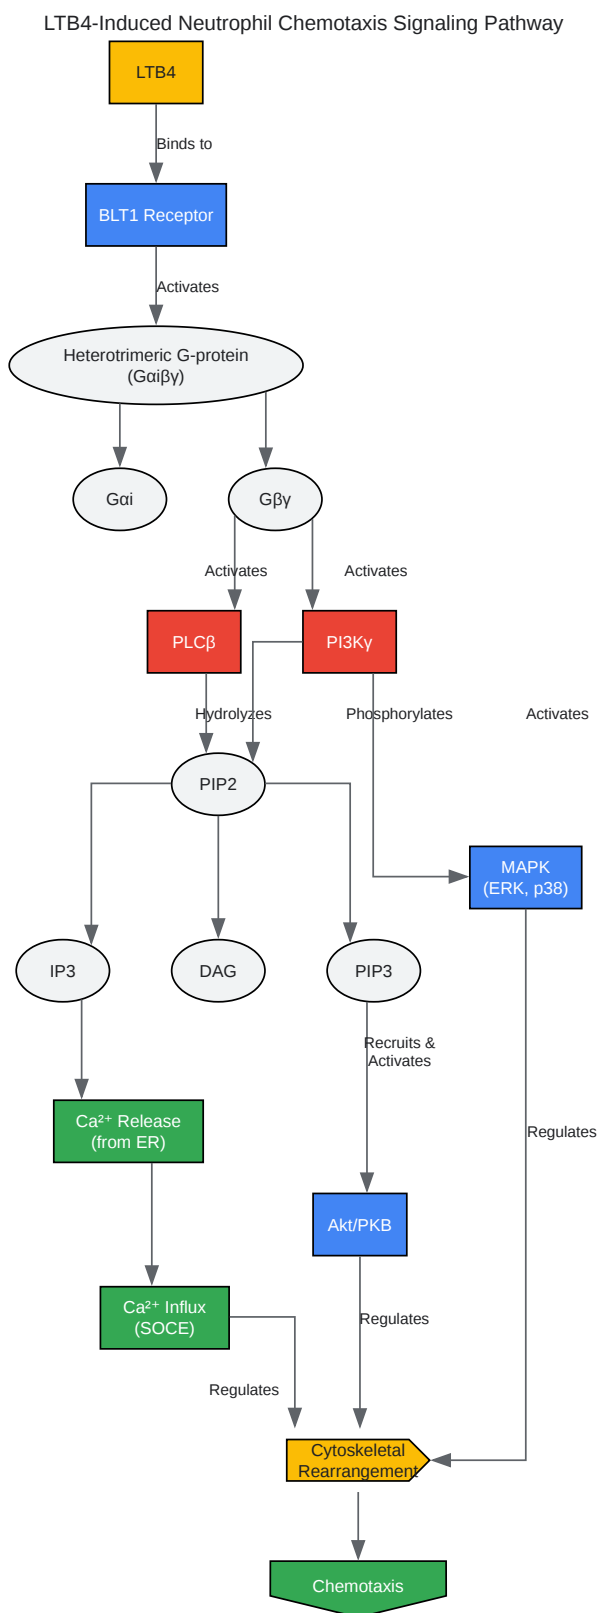 LTB4-Induced Neutrophil Chemotaxis Signaling Pathway
LTB4
Binds to
BLT1 Receptor
Activates
Heterotrimeric G-protein
(Gαiβγ)
Gαi
Gβγ
Activates
Activates
PLCβ
PI3Kγ
Hydrolyzes
Phosphorylates
Activates
PIP2
MAPK
(ERK, p38)
IP3
DAG
PIP3
Recruits &
Activates
Ca²⁺ Release
(from ER)
Regulates
Akt/PKB
Ca²⁺ Influx
(SOCE)
Regulates
Regulates
Cytoskeletal
Rearrangement
Chemotaxis